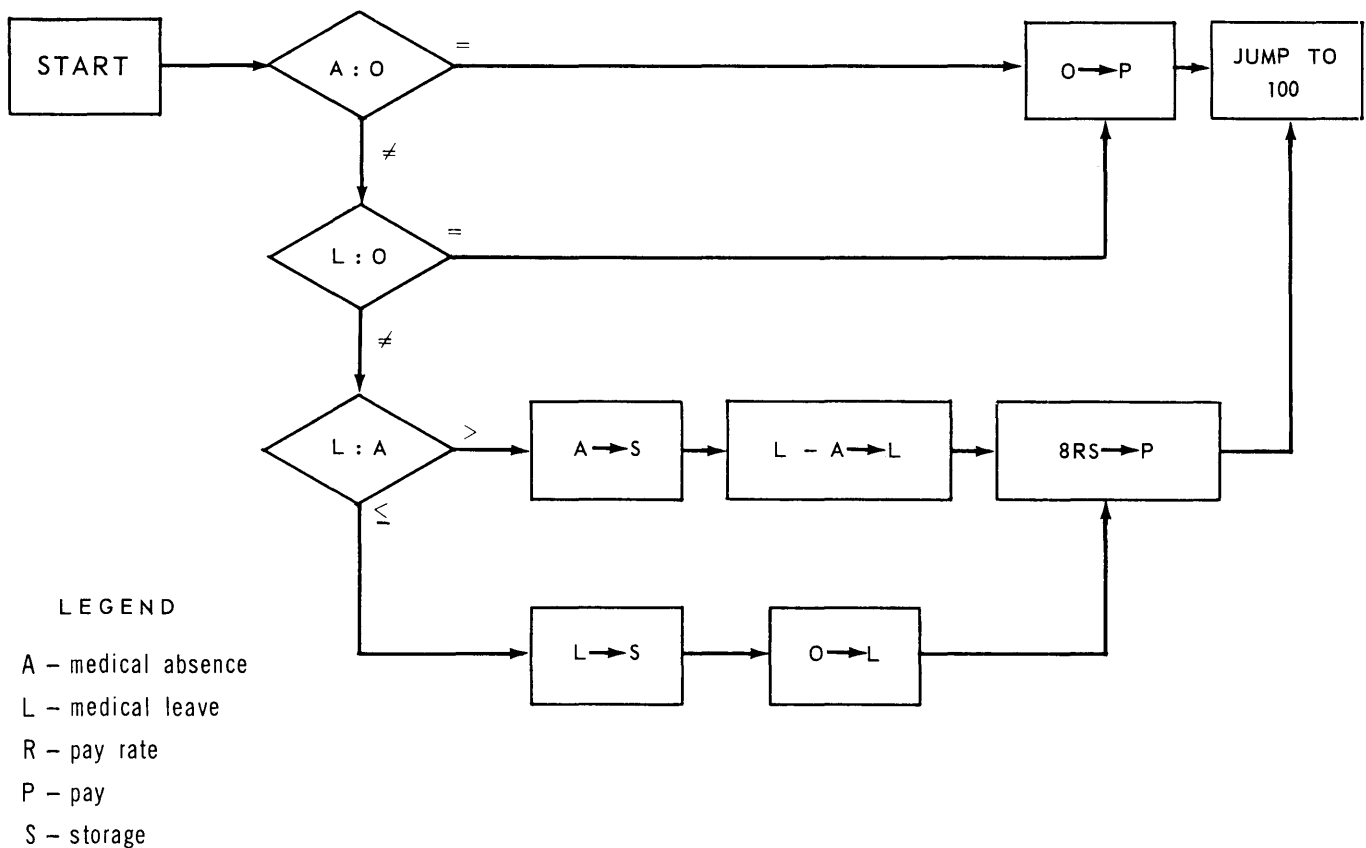 START
A : O
=
O→P
JUMP TO
100
≠
L : O
=
≠
L : A
>
A→S
L – A→L
8RS→P
≤
L→S
O→L
LEGEND
A – medical absence
L – medical leave
R – pay rate
P – pay
S – storage